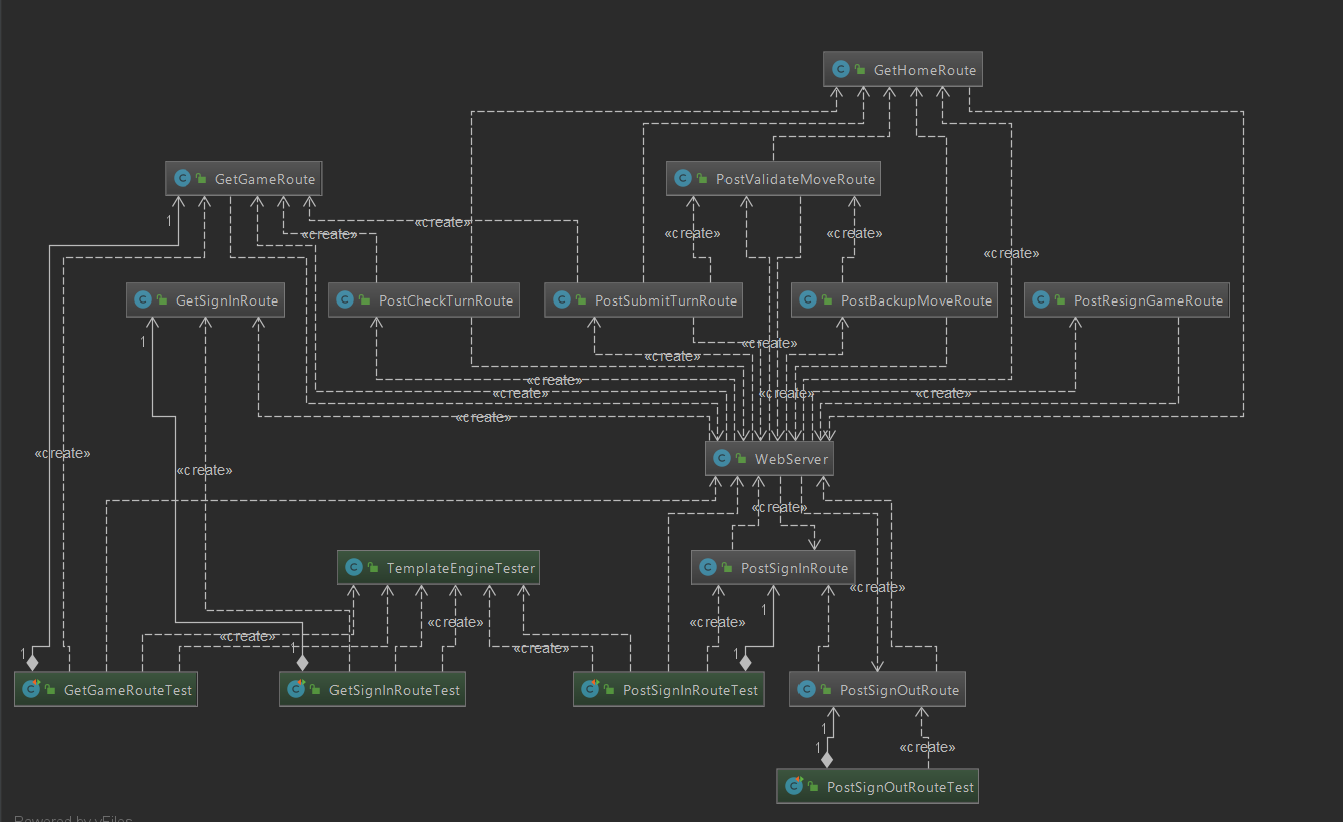 GetHomeRoute
GetGameRoute
PostValidateMoveRoute
1
«create»
«create»
«create»
«create»
«create»
GetSignInRoute
PostCheckTurnRoute
PostSubmitTurnRoute
PostBackupMoveRoute
PostResignGameRoute
1
«create»
«create»
«create»
«create»
«create»
«create»
«create»
«create»
WebServer
«create»
«create»
TemplateEngineTester
PostSignInRoute
«create»
1
«create»
«create»
«create»
1
1
«create»
1
GetGameRouteTest
GetSignInRouteTest
PostSignInRouteTest
PostSignOutRoute
1
1
«create»
PostSignOutRouteTest
Powered by yFiles